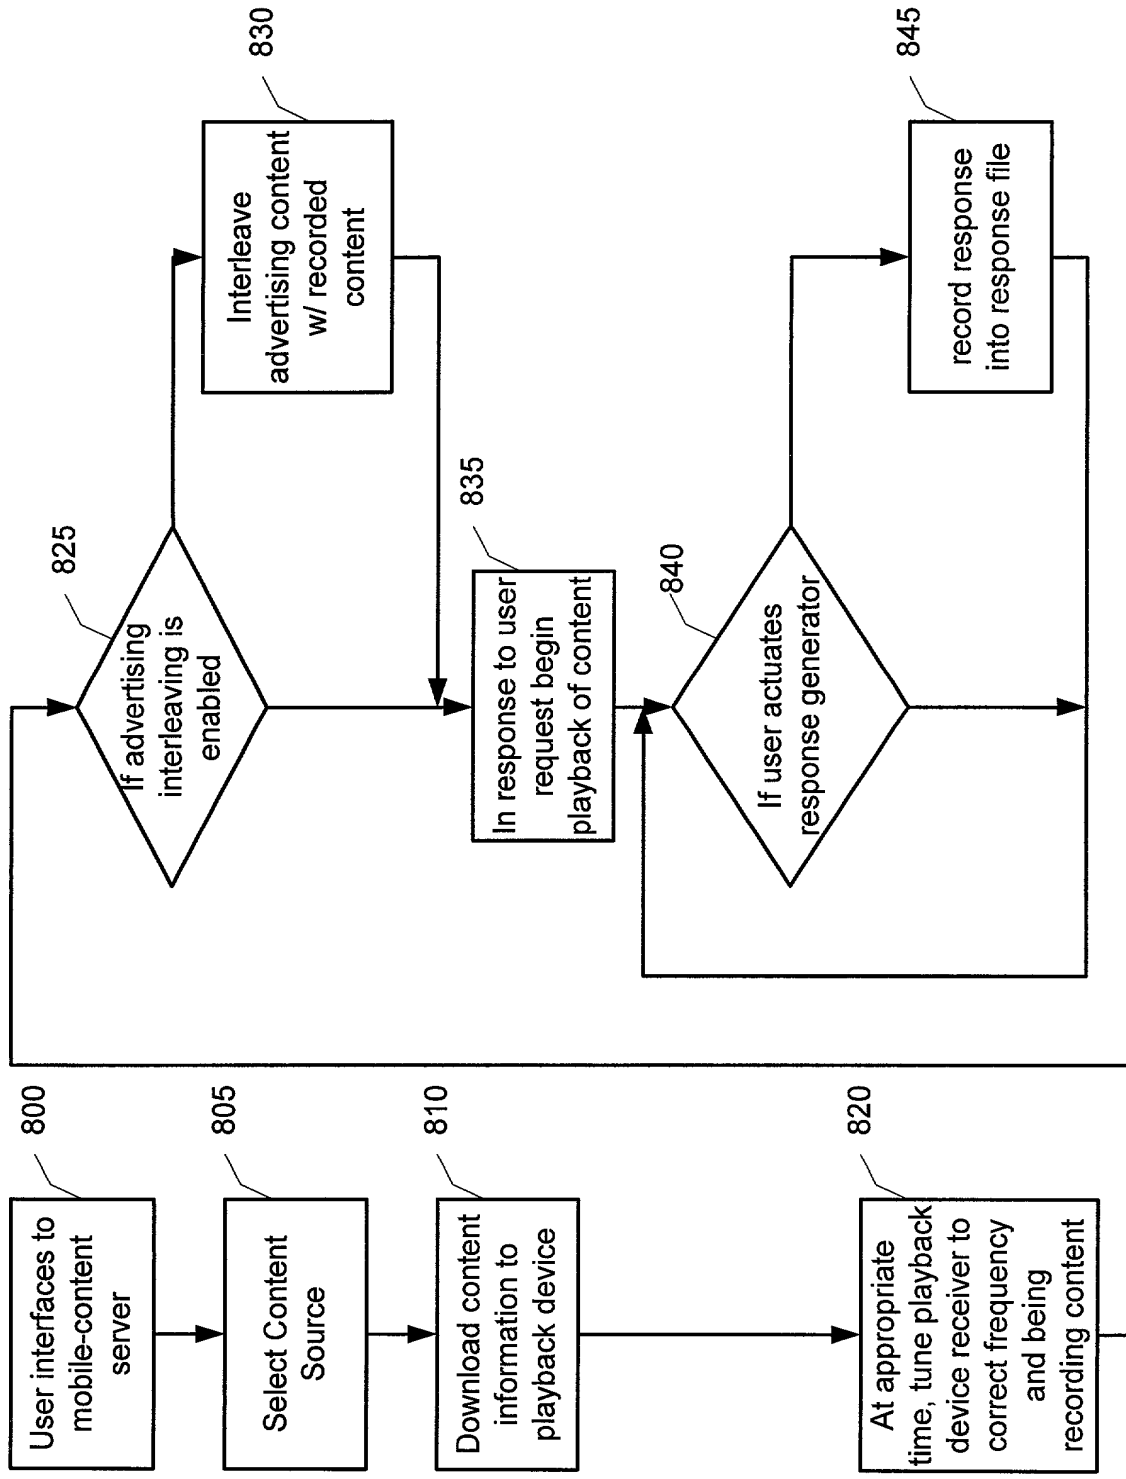 800
User interfaces to
mobile-content
server
805
Select Content
Source
810
Download content
information to
playback device
820
At appropriate
time, tune playback
device receiver to
correct frequency
and being
recording content
825
If advertising
interleaving is
enabled
830
Interleave
advertising content
w/ recorded
content
835
In response to user
request begin
playback of content
840
If user actuates
response generator
845
record response
into response file